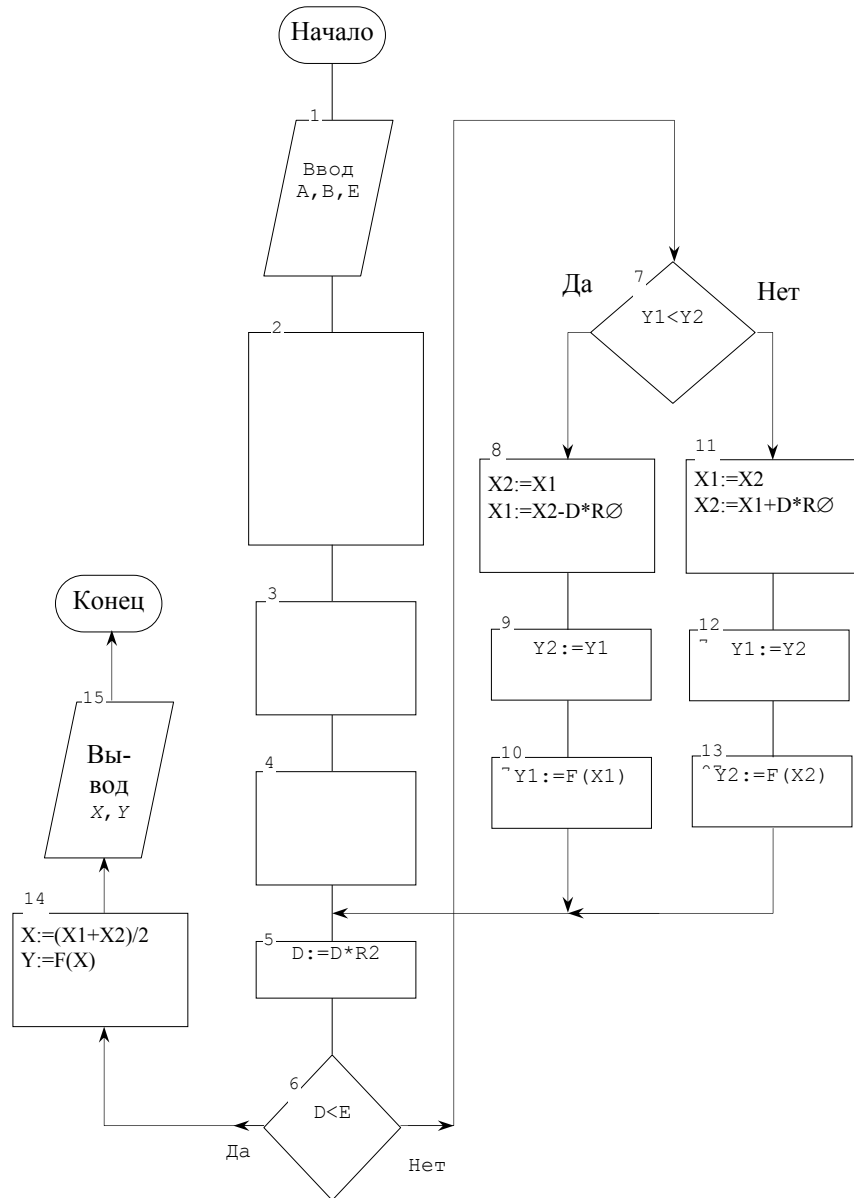 Начало
1
Ввод
A,B,E
2
3
4
5
D:=D*R2
6
D<E
Да
Нет
7
Y1<Y2
Да
Нет
8
X2:=X1
X1:=X2-D*R∅
9
Y2:=Y1
10
Y1:=F(X1)
11
X1:=X2
X2:=X1+D*R∅
12
Y1:=Y2
13
Y2:=F(X2)
14
X:=(X1+X2)/2
Y:=F(X)
15
Вы-
вод
X,Y
Конец